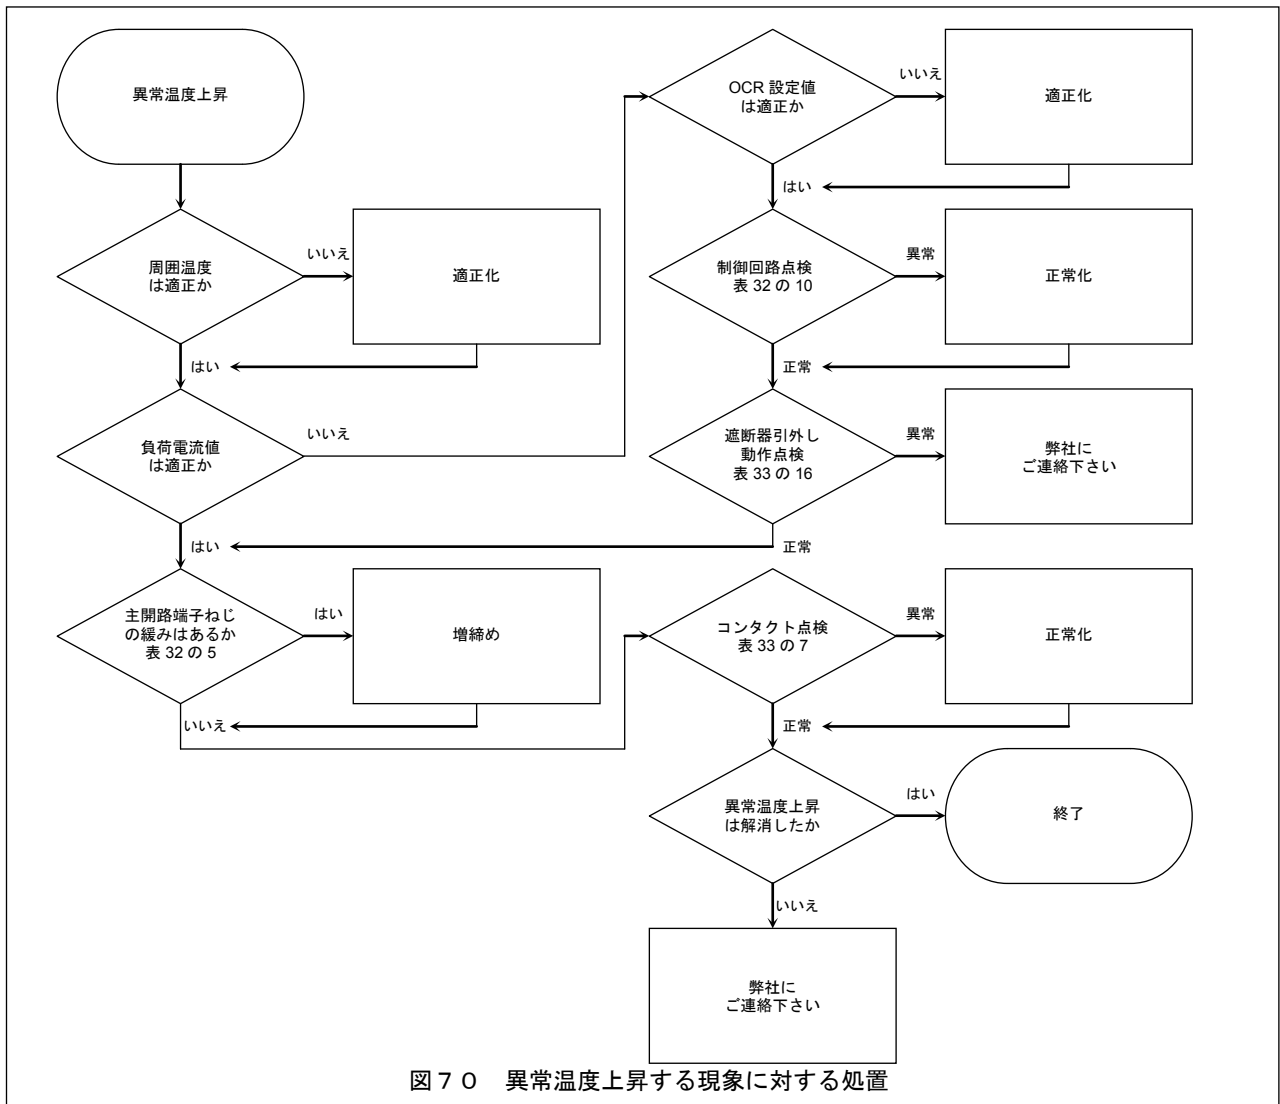 異常温度上昇
周囲温度
は適正か
いいえ
適正化
はい
負荷電流値
は適正か
いいえ
はい
主開路端子ねじ
の緩みはあるか
表 32 の 5
はい
増締め
いいえ
OCR 設定値
は適正か
いいえ
適正化
はい
制御回路点検
表 32 の 10
異常
正常化
正常
遮断器引外し
動作点検
表 33 の 16
異常
弊社に
ご連絡下さい
正常
コンタクト点検
表 33 の 7
異常
正常化
正常
異常温度上昇
は解消したか
はい
終了
いいえ
弊社に
ご連絡下さい
図70 異常温度上昇する現象に対する処置